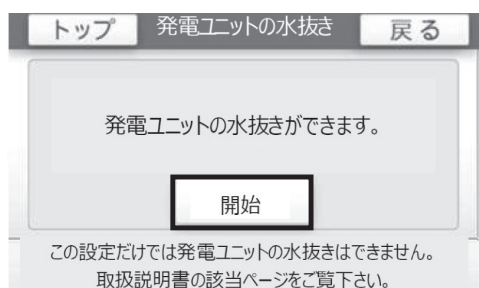 トップ 発電ユニットの水抜き 戻る
発電ユニットの水抜きができます。
開始
この設定だけでは発電ユニットの水抜きはできません。
取扱説明書の該当ページをご覧下さい。